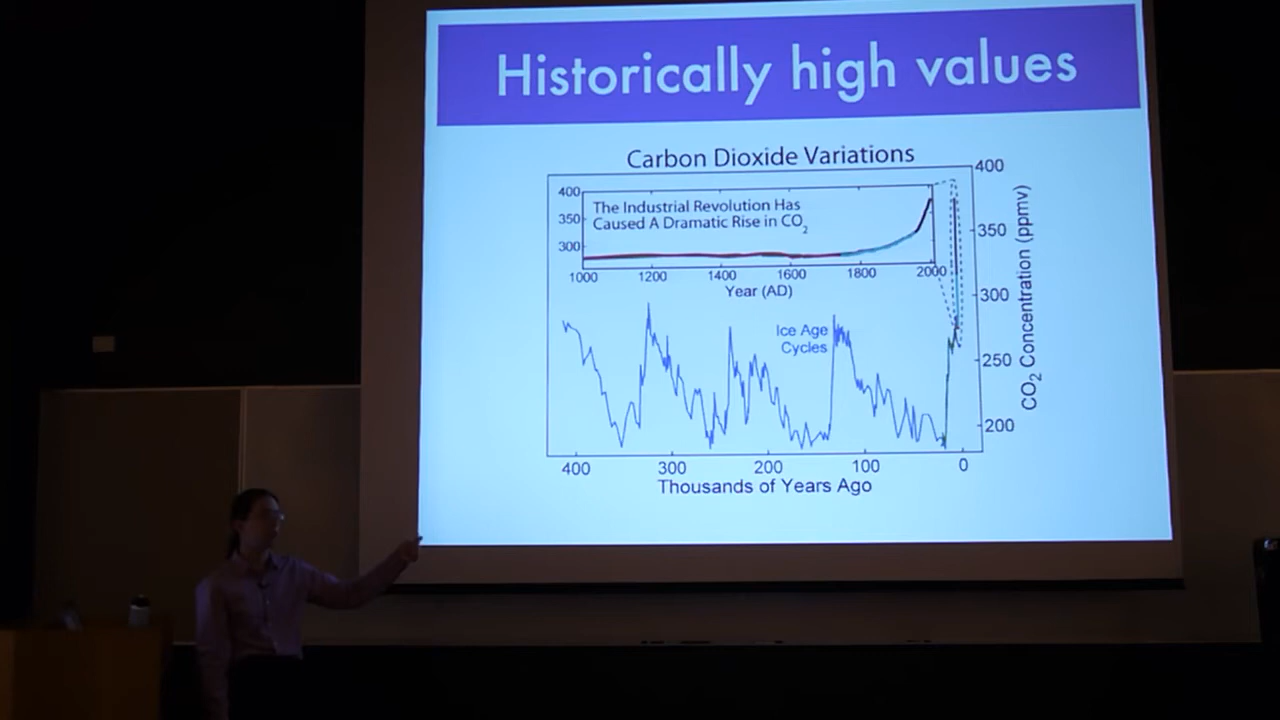 Historically high values
Carbon Dioxide Variations
400
350
300
The Industrial Revolution Has
Caused A Dramatic Rise in CO₂
1000 1200 1400 1600 1800 2000
Year (AD)
Ice Age
Cycles
400
350
300
250
200
CO₂ Concentration (ppmv)
400 300 200 100 0
Thousands of Years Ago